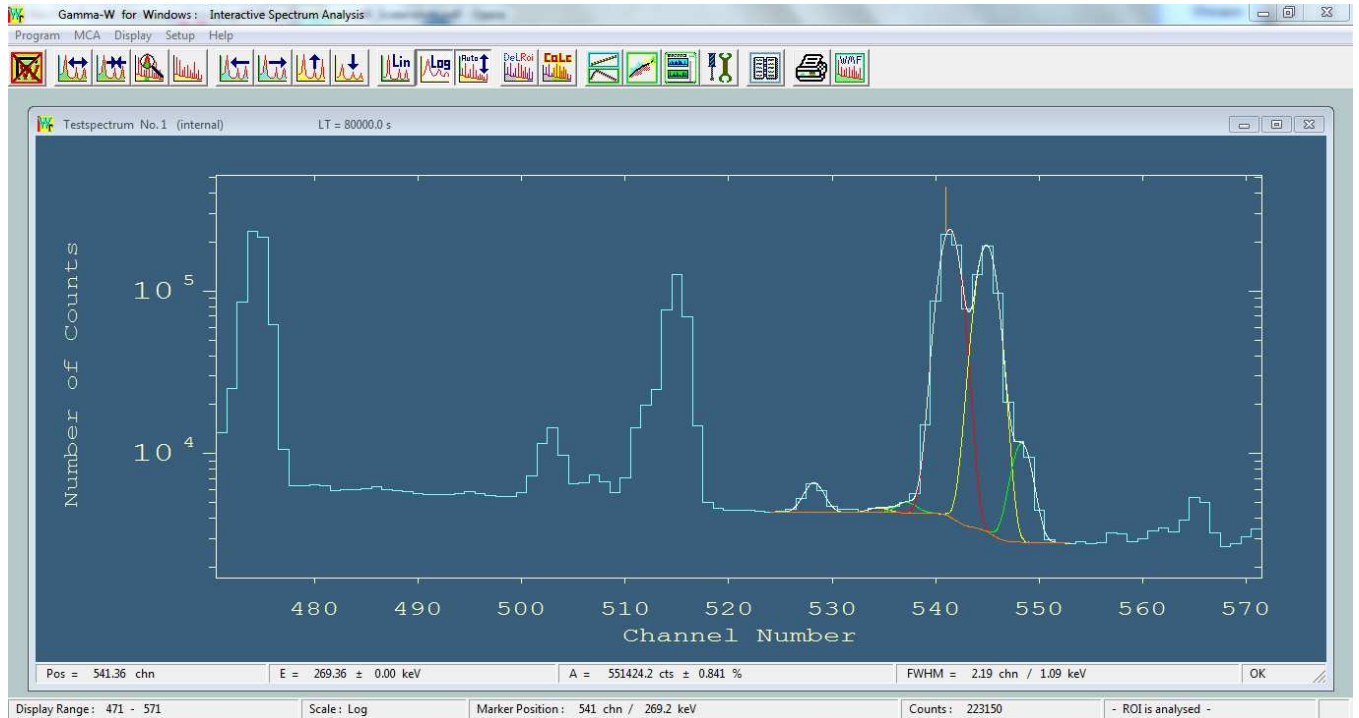 Gamma-W for Windows: Interactive Spectrum Analysis
Program MCA Display Setup Help
Lin Log Auto DelRoi CaLc WMF
Testspectrum No. 1 (internal) LT = 80000.0 s
Number of Counts
10 5
10 4
480 490 500 510 520 530 540 550 560 570
Channel Number
Pos = 541.36 chn E = 269.36 ± 0.00 keV A = 551424.2 cts ± 0.841 % FWHM = 2.19 chn / 1.09 keV OK
Display Range: 471 - 571 Scale: Log Marker Position: 541 chn / 269.2 keV Counts: 223150 - ROI is analysed -